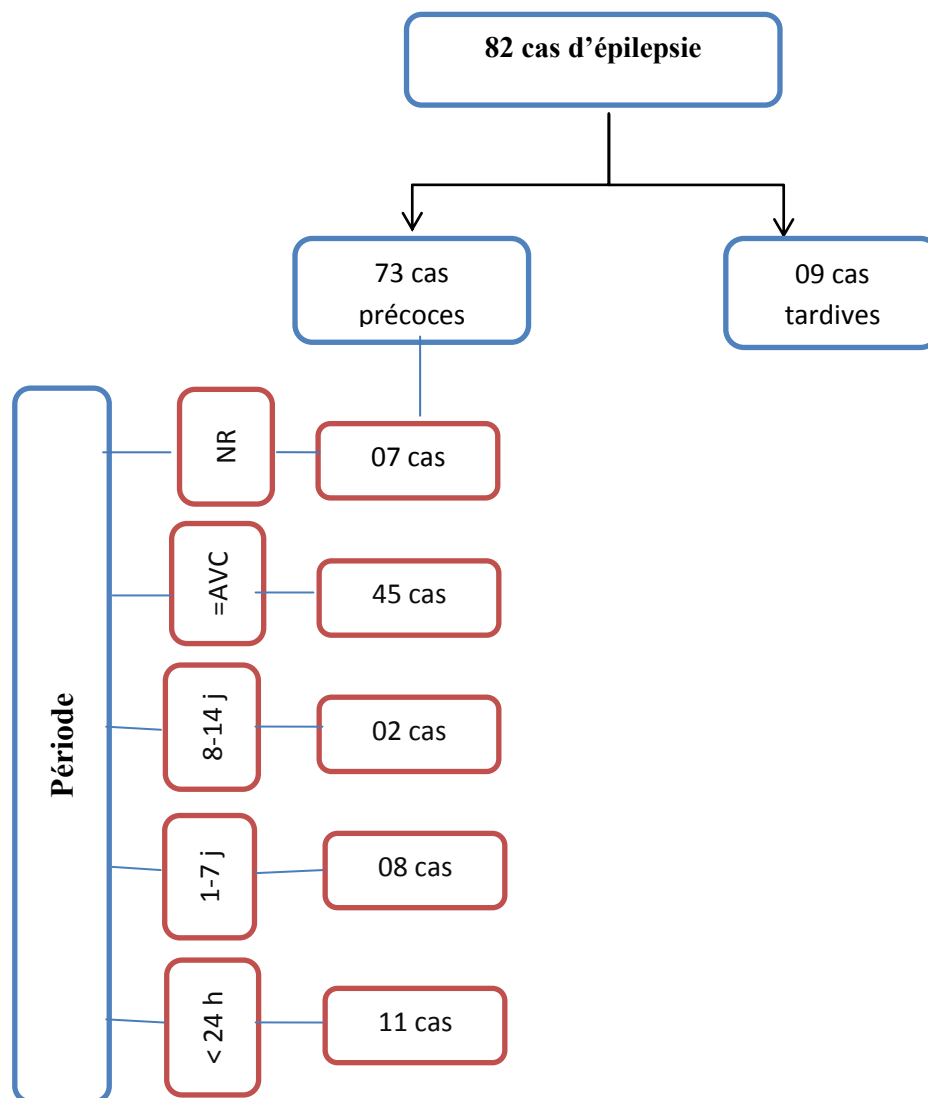 82 cas d’épilepsie
73 cas
précoces
09 cas
tardives
Période
NR
07 cas
=AVC
45 cas
8-14 j
02 cas
1-7 j
08 cas
< 24 h
11 cas